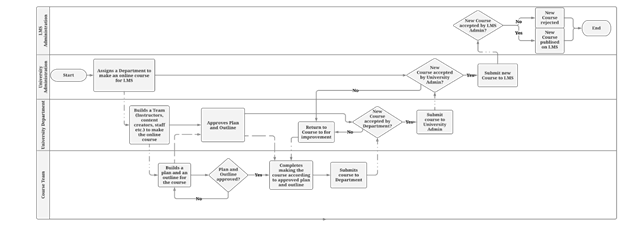 LMS
Administration
New Course
accepted by LMS
Admin?
No
Yes
New
Course
rejected
New
Course
publised
on LMS
End
University
Administration
Start
Assigns a Department to
make an online course
for LMS
New
Course accepted
by University
Admin?
Yes
Submit new
Course to LMS
No
University Department
Builds a Team
(Instructors,
content
creators, staff
etc.) to make
the online
course
Approves Plan
and Outline
Return to
Course to for
improvement
No
New
Course
accepted by
Department?
Yes
Submit
course to
University
Admin
Course Team
Builds a
plan and an
outline for
the course
Plan and
Outline
approved?
Yes
No
Completes
making the
course according
to approved plan
and outline
Submits
course to
Department